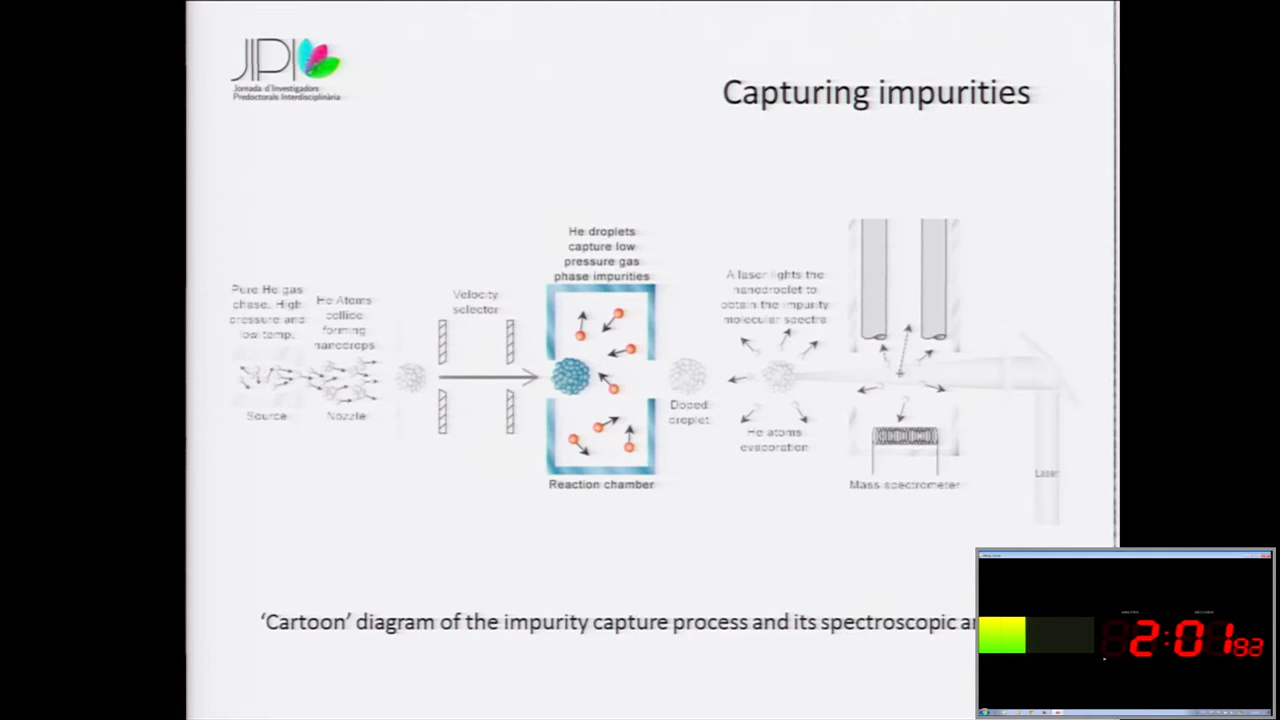 JIPI
Jornada d'Investigadors
Predoctorals Interdisciplinària
Capturing impurities
Pure He gas
phase. High
pressure and
low temp.
He Atoms
collide
forming
nanodrops
Velocity
selector
He droplets
capture low
pressure gas
phase impurities
A laser lights the
nanodroplet to
obtain the impurity
molecular spectra
Source
Nozzle
Doped
droplet
He atoms
evaporation
Reaction chamber
Mass spectrometer
Laser
'Cartoon' diagram of the impurity capture process and its spectroscopic
2:01 83